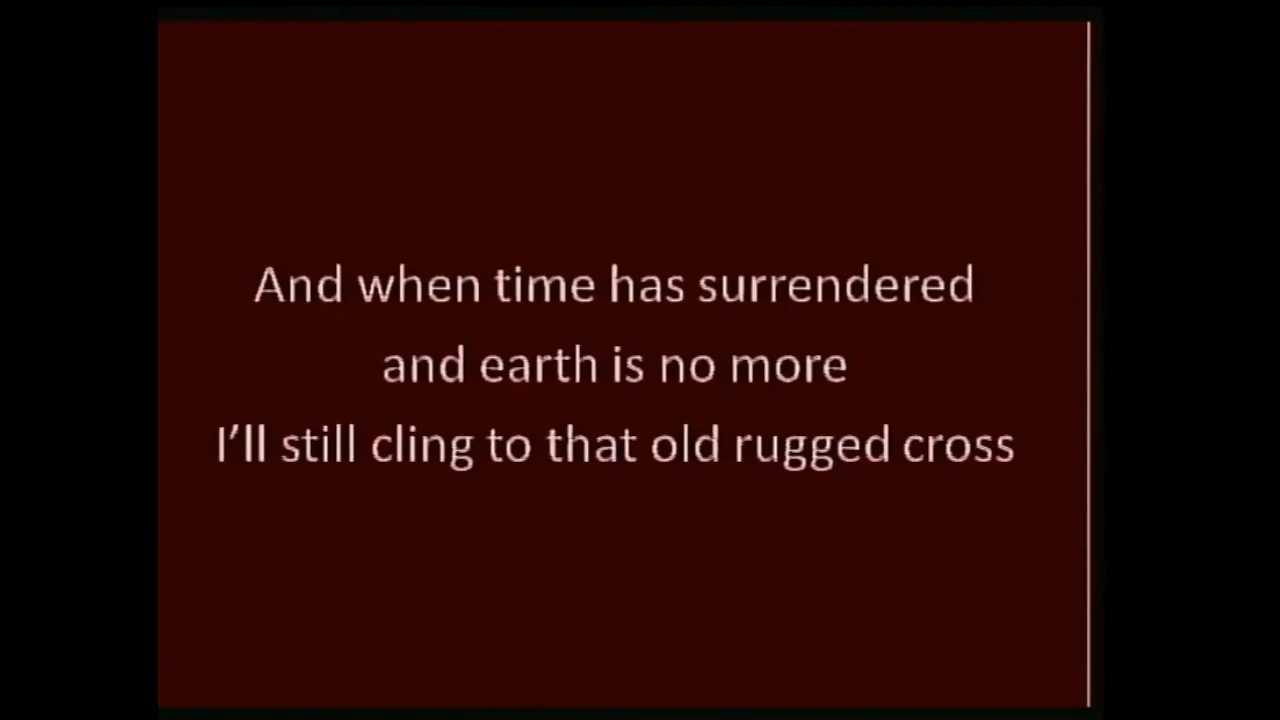 And when time has surrendered
and earth is no more
I'll still cling to that old rugged cross